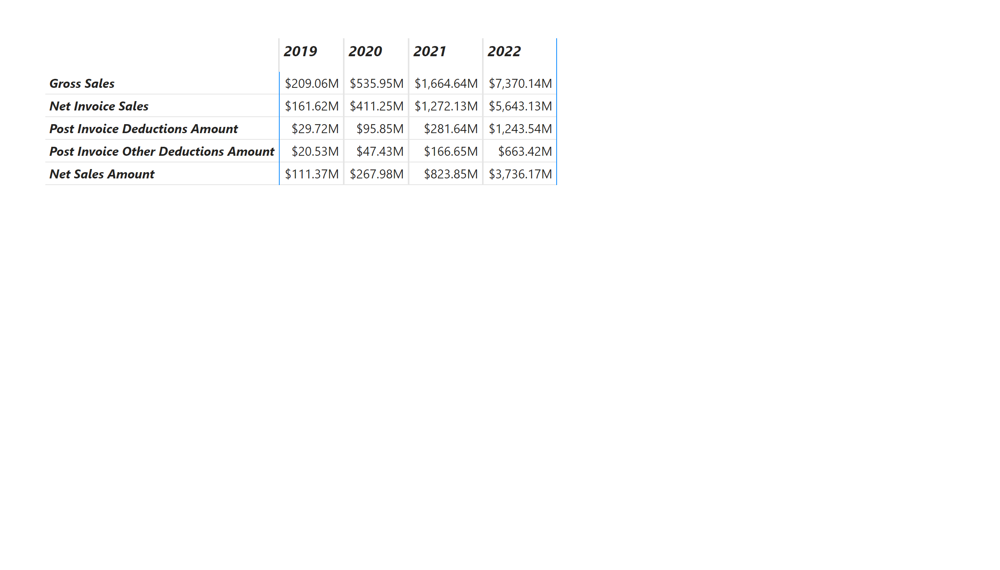 2019 2020 2021 2022
Gross Sales $209.06M $535.95M $1,664.64M $7,370.14M
Net Invoice Sales $161.62M $411.25M $1,272.13M $5,643.13M
Post Invoice Deductions Amount $29.72M $95.85M $281.64M $1,243.54M
Post Invoice Other Deductions Amount $20.53M $47.43M $166.65M $663.42M
Net Sales Amount $111.37M $267.98M $823.85M $3,736.17M